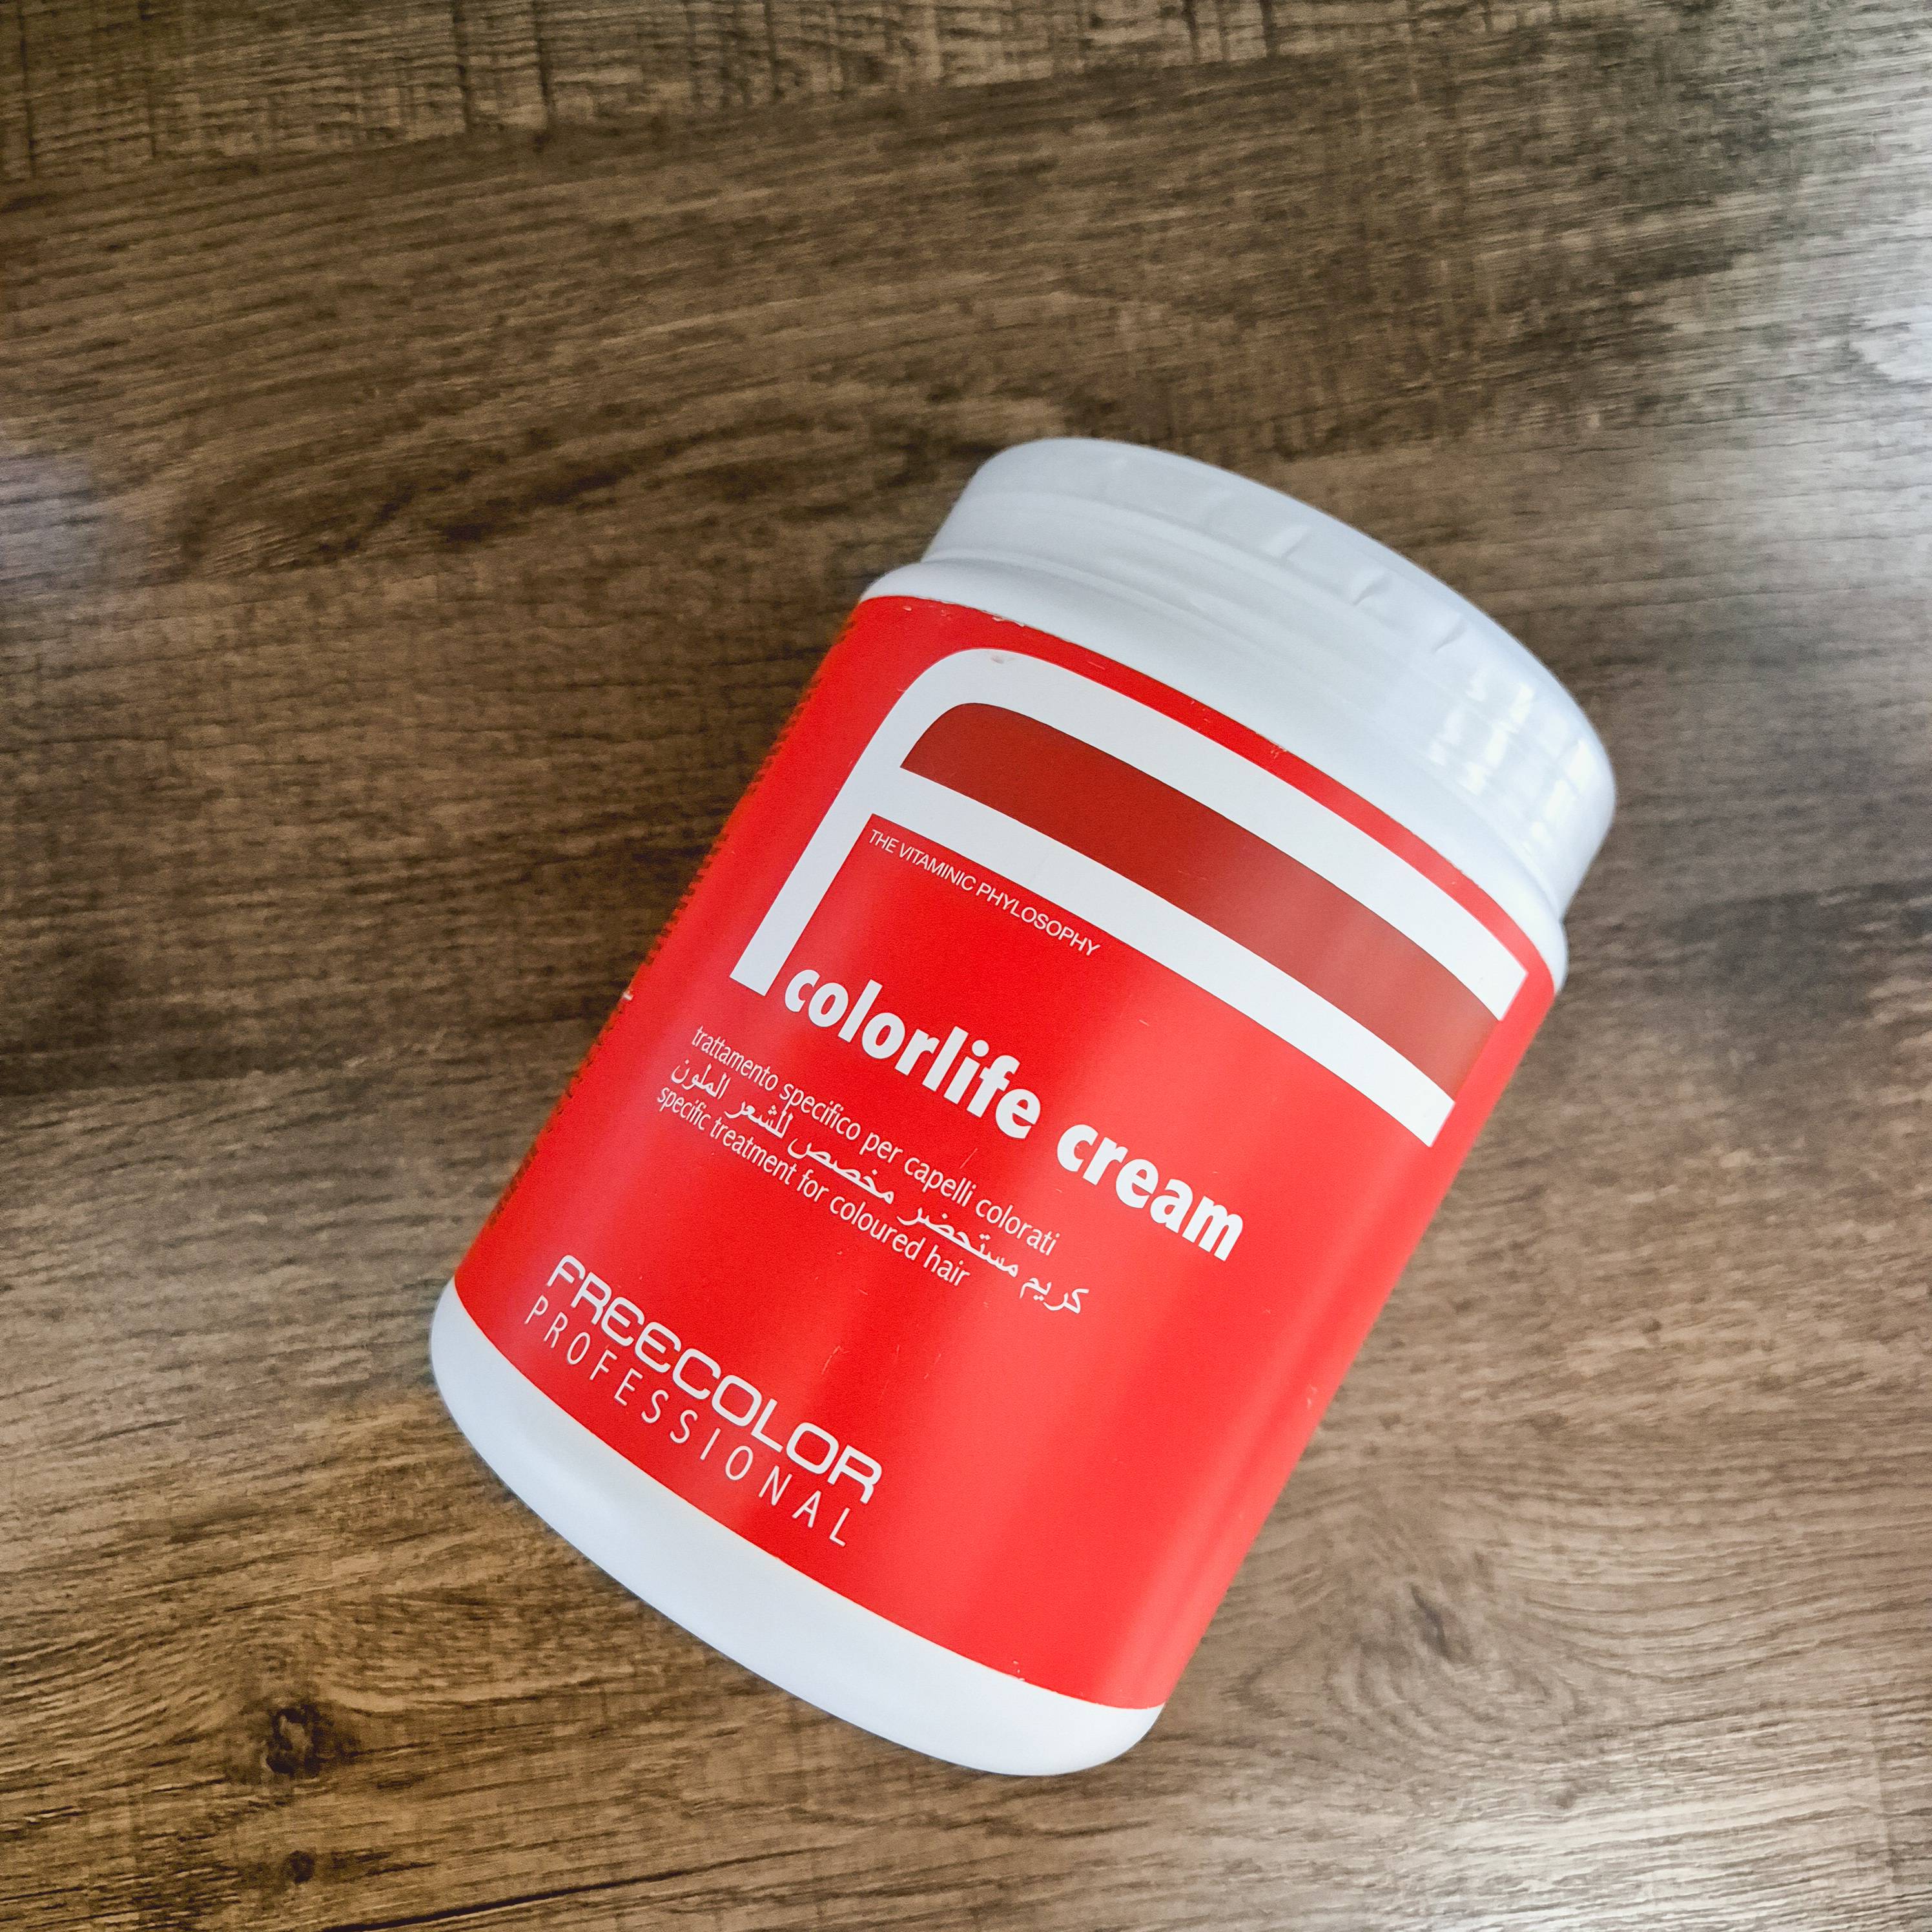 THE VITAMINIC PHYLOSOPHY
colorlife cream
trattamento specifico per capelli colorati
كريم مستحضر مخصص للشعر الملون
specific treatment for coloured hair
FREECOLOR
PROFESSIONAL